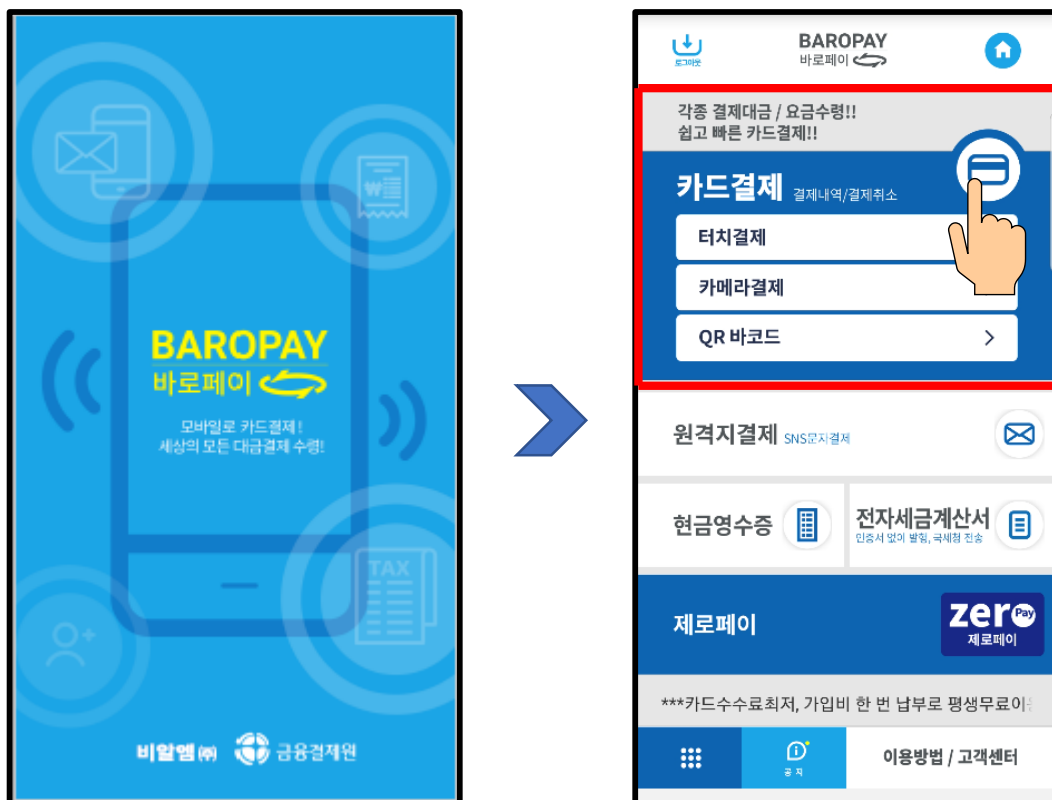 ₩
BAROPAY
바로페이
모바일로 카드결제!
세상의 모든 대금결제 수령!
TAX
비알엠㈜ 금융결제원
로그아웃
BAROPAY
바로페이
각종 결제대금 / 요금수령!!
쉽고 빠른 카드결제!!
카드결제 결제내역/결제취소
터치결제
카메라결제
QR 바코드
원격지결제 SNS문자결제
현금영수증
전자세금계산서
인증서 없이 발행, 국세청 전송
제로페이
zero Pay
제로페이
***카드수수료최저, 가입비 한 번 납부로 평생무료이
공지
이용방법 / 고객센터